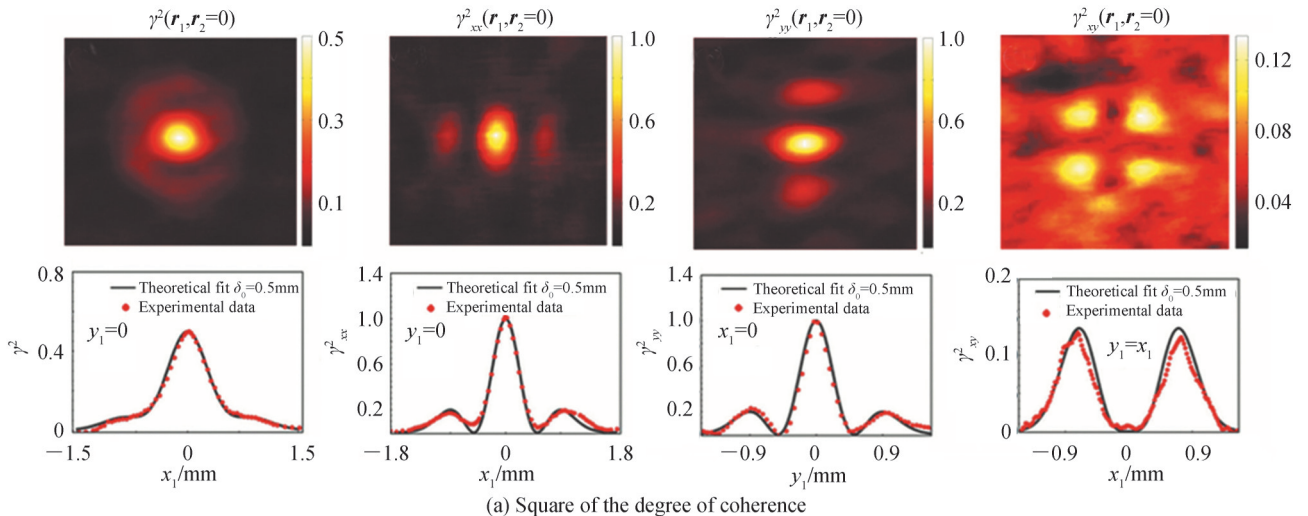 γ²(r₁,r₂=0)
γ²ₓₓ(r₁,r₂=0)
γ²yy(r₁,r₂=0)
γ²xy(r₁,r₂=0)
0.5
0.4
0.3
0.2
0.1
1.0
0.6
0.2
1.0
0.6
0.2
0.12
0.08
0.04
γ²
0.8
0.4
0
Theoretical fit δ₀=0.5mm
Experimental data
y₁=0
−1.5 0 1.5
x₁/mm
γ²xx
1.4
1.0
0.6
0.2
Theoretical fit δ₀=0.5mm
Experimental data
y₁=0
−1.8 0 1.8
x₁/mm
γ²yy
1.4
1.0
0.6
0.2
Theoretical fit δ₀=0.5mm
Experimental data
x₁=0
−0.9 0 0.9
y₁/mm
γ²xy
0.2
0.1
0
Theoretical fit δ₀=0.5mm
Experimental data
y₁=x₁
−0.9 0 0.9
x₁/mm
(a) Square of the degree of coherence